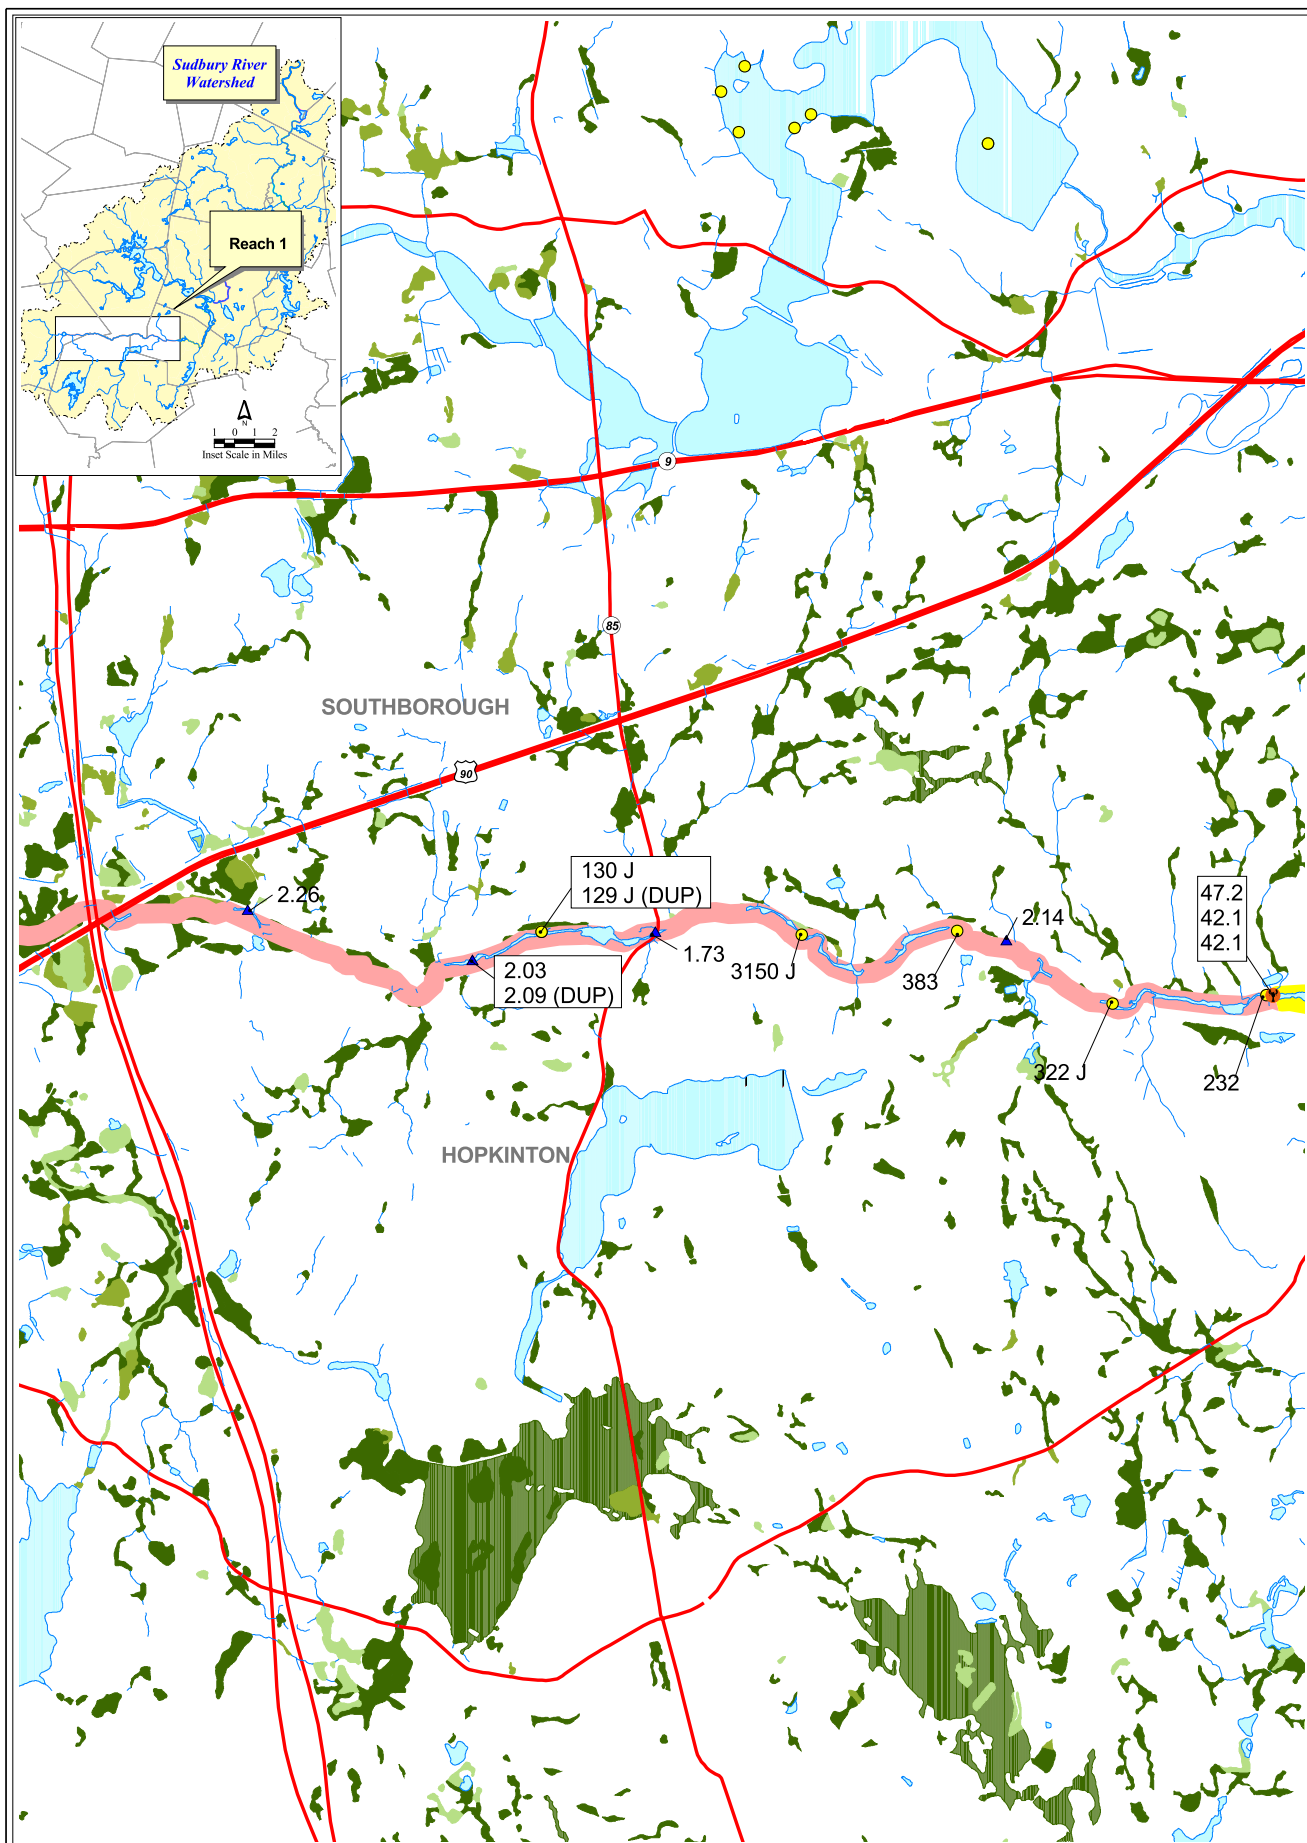 Sudbury River
Watershed
Reach 1
N
1 0 1 2
Inset Scale in Miles
9
85
SOUTHBOROUGH
90
130 J
129 J (DUP)
2.26
47.2
42.1
42.1
2.14
1.73
3150 J
383
2.03
2.09 (DUP)
322 J
232
HOPKINTON